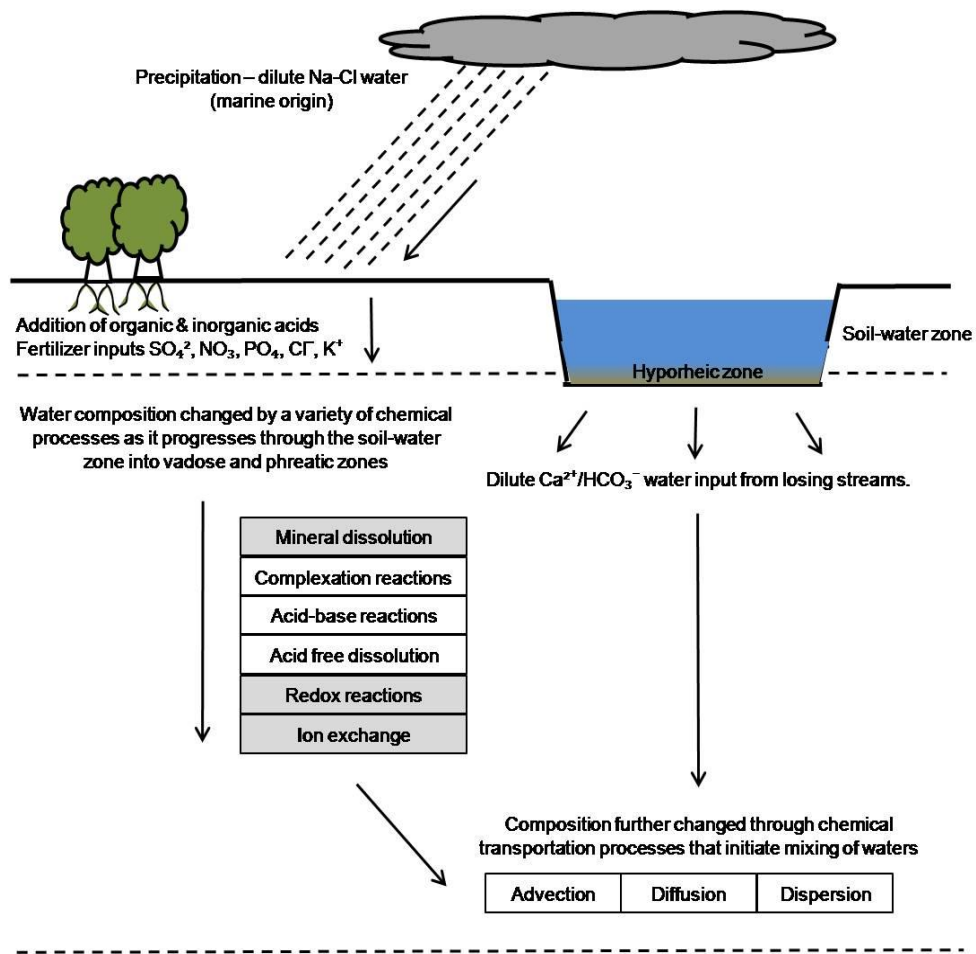 Precipitation – dilute Na-Cl water
(marine origin)
Addition of organic & inorganic acids
Fertilizer inputs SO₄², NO₃, PO₄, Cl⁻, K⁺
Soil-water zone
Hyporheic zone
Water composition changed by a variety of chemical
processes as it progresses through the soil-water
zone into vadose and phreatic zones
Dilute Ca²⁺/HCO₃⁻ water input from losing streams.
Mineral dissolution
Complexation reactions
Acid-base reactions
Acid free dissolution
Redox reactions
Ion exchange
Composition further changed through chemical
transportation processes that initiate mixing of waters
Advection
Diffusion
Dispersion